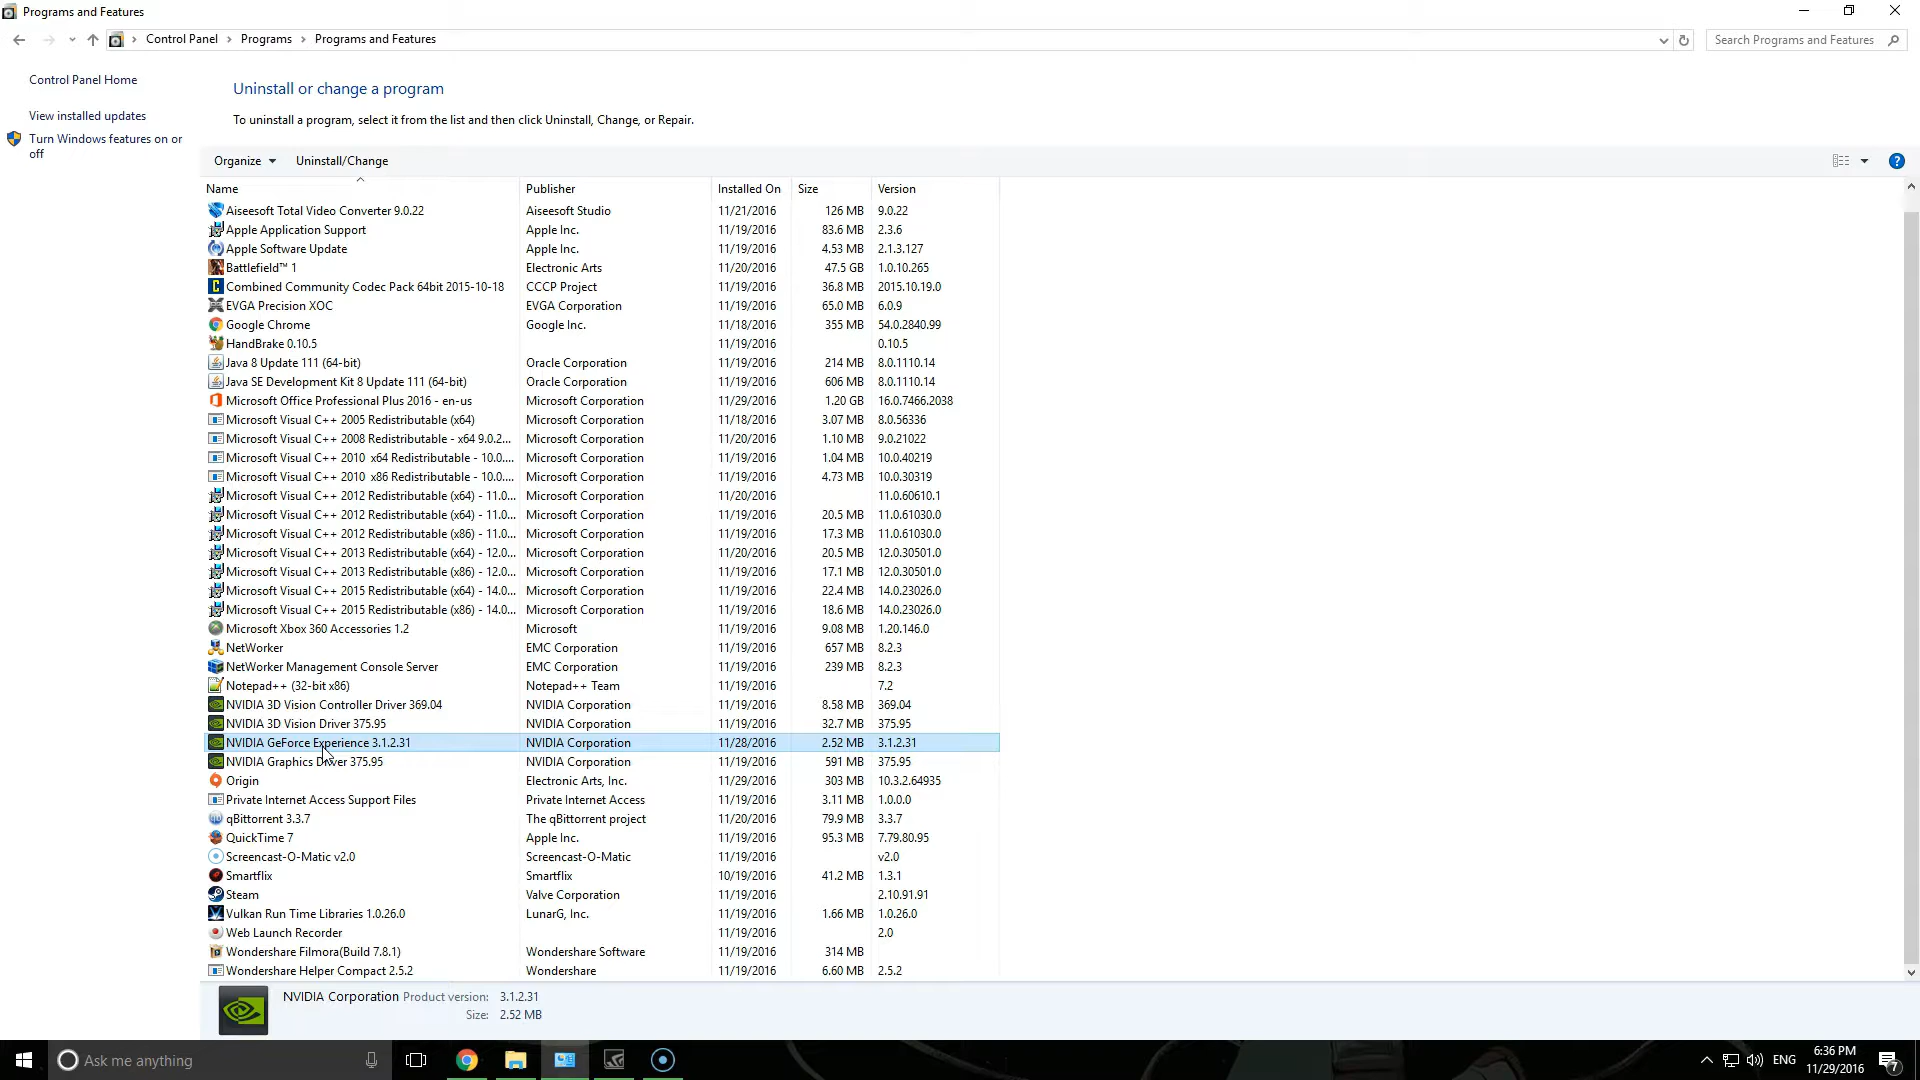 Programs and Features
Control Panel Programs Programs and Features
Search Programs and Features
Control Panel Home
View installed updates
Turn Windows features on or
off
Uninstall or change a program
To uninstall a program, select it from the list and then click Uninstall, Change, or Repair.
Organize Uninstall/Change
Name Publisher Installed On Size Version
Aiseesoft Total Video Converter 9.0.22 Aiseesoft Studio 11/21/2016 126 MB 9.0.22
Apple Application Support Apple Inc. 11/19/2016 83.6 MB 2.3.6
Apple Software Update Apple Inc. 11/19/2016 4.53 MB 2.1.3.127
Battlefield™ 1 Electronic Arts 11/20/2016 47.5 GB 1.0.10.265
Combined Community Codec Pack 64bit 2015-10-18 CCCP Project 11/19/2016 36.8 MB 2015.10.19.0
EVGA Precision XOC EVGA Corporation 11/19/2016 65.0 MB 6.0.9
Google Chrome Google Inc. 11/18/2016 355 MB 54.0.2840.99
HandBrake 0.10.5 11/19/2016 0.10.5
Java 8 Update 111 (64-bit) Oracle Corporation 11/19/2016 214 MB 8.0.1110.14
Java SE Development Kit 8 Update 111 (64-bit) Oracle Corporation 11/19/2016 606 MB 8.0.1110.14
Microsoft Office Professional Plus 2016 - en-us Microsoft Corporation 11/29/2016 1.20 GB 16.0.7466.2038
Microsoft Visual C++ 2005 Redistributable (x64) Microsoft Corporation 11/18/2016 3.07 MB 8.0.56336
Microsoft Visual C++ 2008 Redistributable - x64 9.0.2... Microsoft Corporation 11/20/2016 1.10 MB 9.0.21022
Microsoft Visual C++ 2010 x64 Redistributable - 10.0.... Microsoft Corporation 11/19/2016 1.04 MB 10.0.40219
Microsoft Visual C++ 2010 x86 Redistributable - 10.0.... Microsoft Corporation 11/19/2016 4.73 MB 10.0.30319
Microsoft Visual C++ 2012 Redistributable (x64) - 11.0... Microsoft Corporation 11/20/2016 11.0.60610.1
Microsoft Visual C++ 2012 Redistributable (x64) - 11.0... Microsoft Corporation 11/19/2016 20.5 MB 11.0.61030.0
Microsoft Visual C++ 2012 Redistributable (x86) - 11.0... Microsoft Corporation 11/19/2016 17.3 MB 11.0.61030.0
Microsoft Visual C++ 2013 Redistributable (x64) - 12.0... Microsoft Corporation 11/20/2016 20.5 MB 12.0.30501.0
Microsoft Visual C++ 2013 Redistributable (x86) - 12.0... Microsoft Corporation 11/19/2016 17.1 MB 12.0.30501.0
Microsoft Visual C++ 2015 Redistributable (x64) - 14.0... Microsoft Corporation 11/19/2016 22.4 MB 14.0.23026.0
Microsoft Visual C++ 2015 Redistributable (x86) - 14.0... Microsoft Corporation 11/19/2016 18.6 MB 14.0.23026.0
Microsoft Xbox 360 Accessories 1.2 Microsoft 11/19/2016 9.08 MB 1.20.146.0
NetWorker EMC Corporation 11/19/2016 657 MB 8.2.3
NetWorker Management Console Server EMC Corporation 11/19/2016 239 MB 8.2.3
Notepad++ (32-bit x86) Notepad++ Team 11/19/2016 7.2
NVIDIA 3D Vision Controller Driver 369.04 NVIDIA Corporation 11/19/2016 8.58 MB 369.04
NVIDIA 3D Vision Driver 375.95 NVIDIA Corporation 11/19/2016 32.7 MB 375.95
NVIDIA GeForce Experience 3.1.2.31 NVIDIA Corporation 11/28/2016 2.52 MB 3.1.2.31
NVIDIA Graphics Driver 375.95 NVIDIA Corporation 11/19/2016 591 MB 375.95
Origin Electronic Arts, Inc. 11/29/2016 303 MB 10.3.2.64935
Private Internet Access Support Files Private Internet Access 11/19/2016 3.11 MB 1.0.0.0
qBittorrent 3.3.7 The qBittorrent project 11/20/2016 79.9 MB 3.3.7
QuickTime 7 Apple Inc. 11/19/2016 95.3 MB 7.79.80.95
Screencast-O-Matic v2.0 Screencast-O-Matic 11/19/2016 v2.0
Smartflix Smartflix 10/19/2016 41.2 MB 1.3.1
Steam Valve Corporation 11/19/2016 2.10.91.91
Vulkan Run Time Libraries 1.0.26.0 LunarG, Inc. 11/19/2016 1.66 MB 1.0.26.0
Web Launch Recorder 11/19/2016 2.0
Wondershare Filmora(Build 7.8.1) Wondershare Software 11/19/2016 314 MB
Wondershare Helper Compact 2.5.2 Wondershare 11/19/2016 6.60 MB 2.5.2
NVIDIA Corporation Product version: 3.1.2.31
Size: 2.52 MB
Ask me anything
ENG
6:36 PM
11/29/2016
7